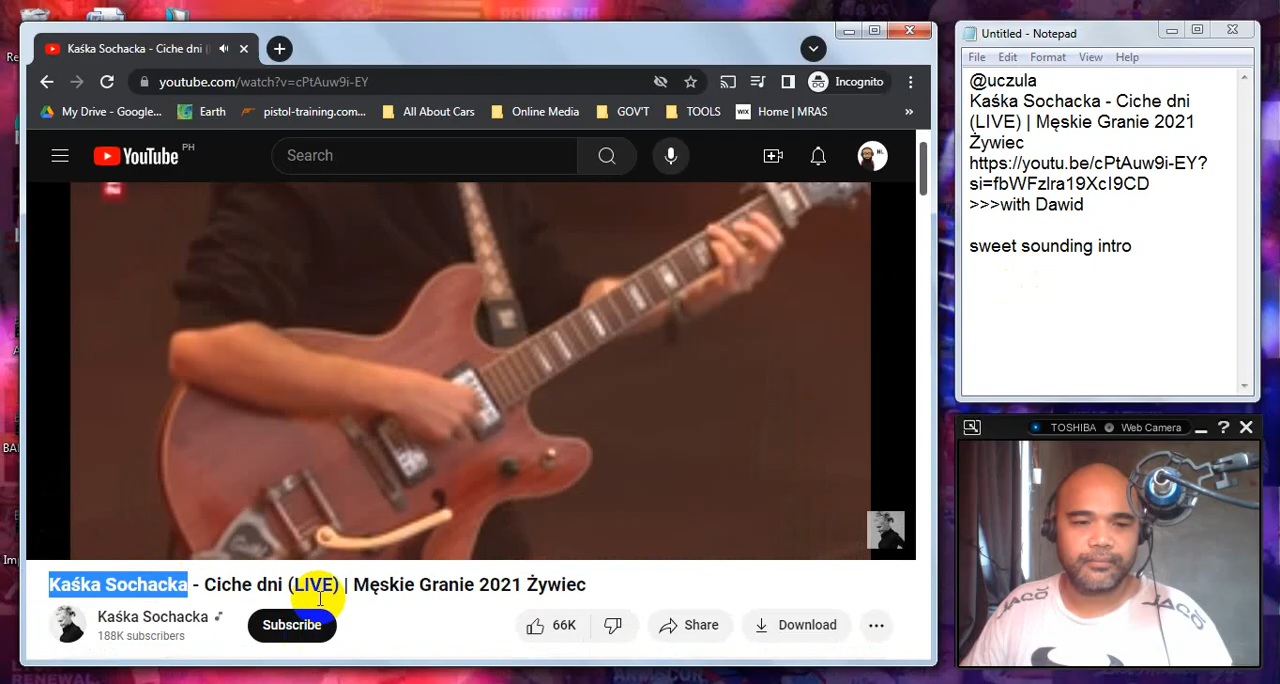 Kaśka Sochacka - Ciche dni
youtube.com/watch?v=cPtAuw9i-EY
Incognito
My Drive - Google...
Earth
pistol-training.com...
All About Cars
Online Media
GOV'T
TOOLS
WIX
Home | MRAS
»
YouTube PH
Search
Kaśka Sochacka - Ciche dni (LIVE) | Męskie Granie 2021 Żywiec
Kaśka Sochacka
188K subscribers
Subscribe
66K
Share
Download
Untitled - Notepad
File Edit Format View Help
@uczula
Kaśka Sochacka - Ciche dni
(LIVE) | Męskie Granie 2021
Żywiec
https://youtu.be/cPtAuw9i-EY?
si=fbWFzlra19XcI9CD
>>>with Dawid
sweet sounding intro
TOSHIBA Web Camera